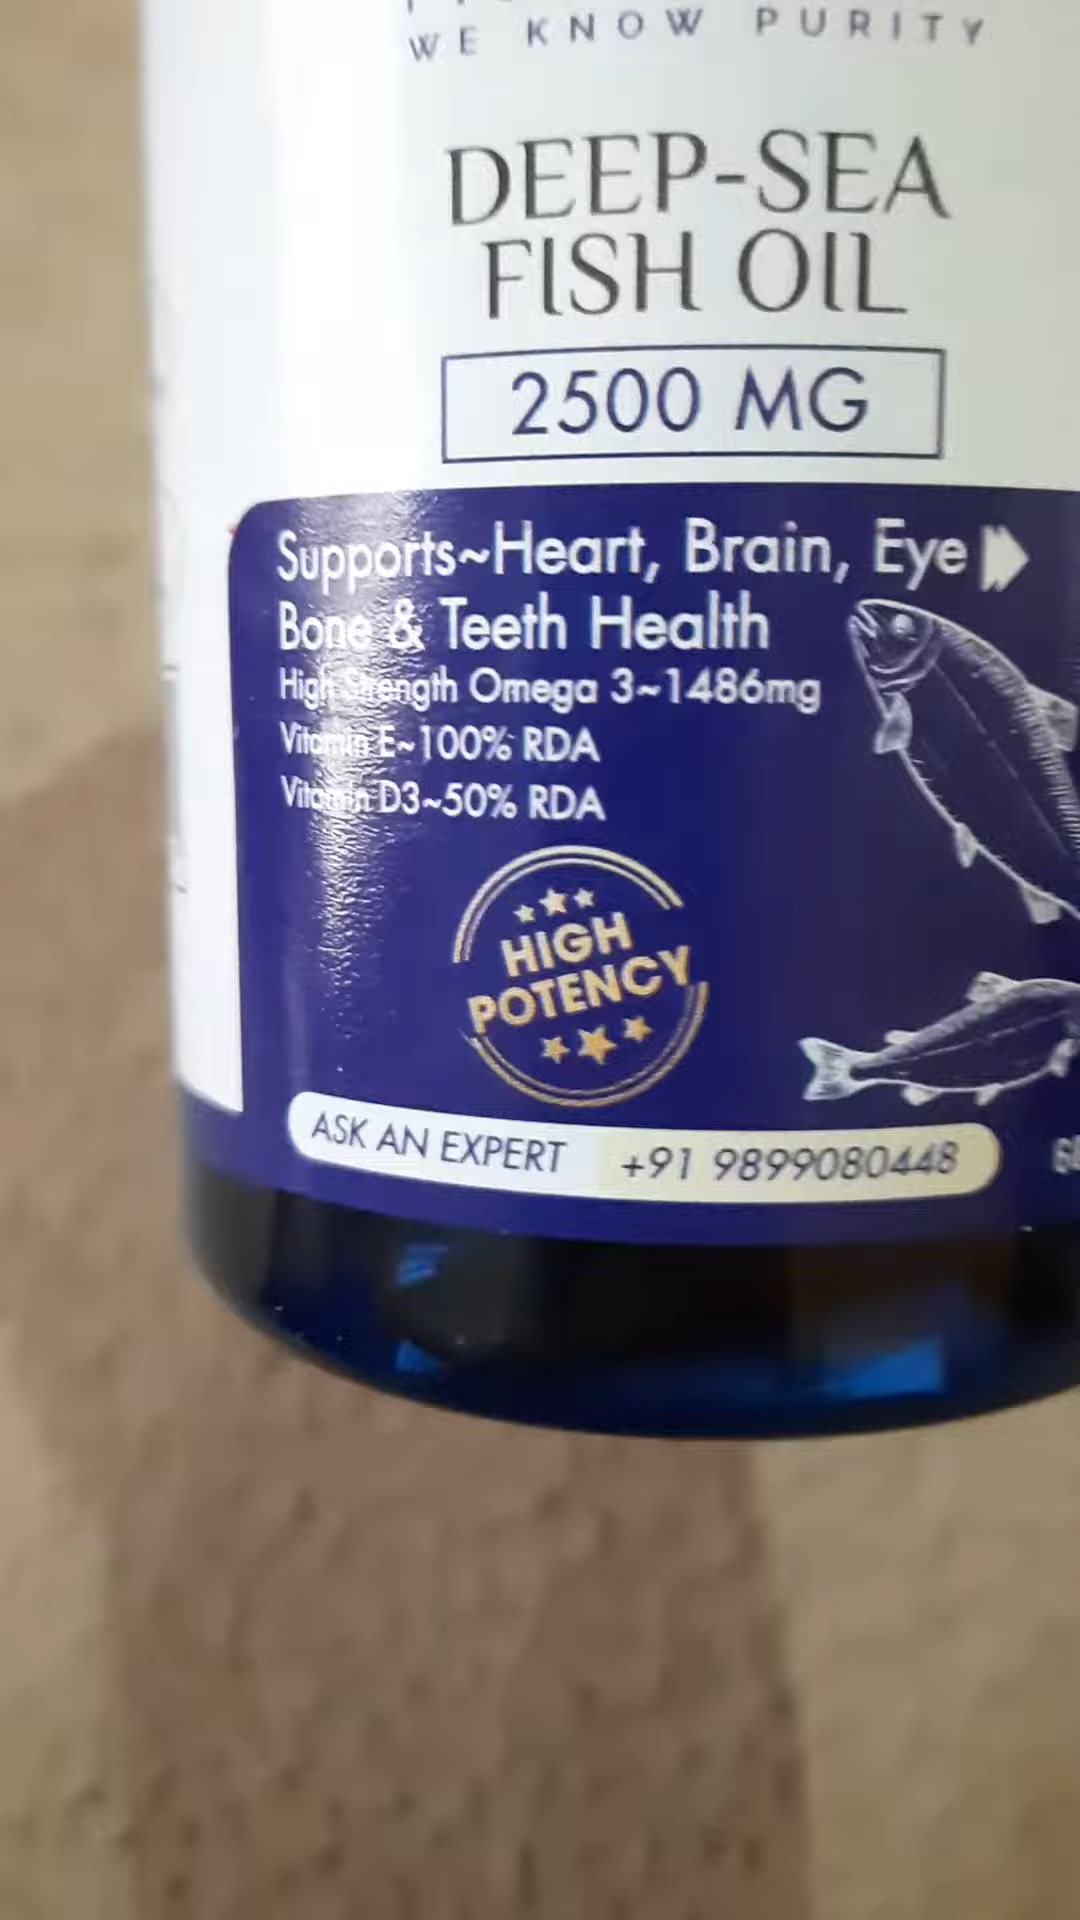 WE KNOW PURITY
DEEP-SEA
FISH OIL
2500 MG
Supports~Heart, Brain, Eye
Bone & Teeth Health
High Strength Omega 3~1486mg
Vitamin E~100% RDA
Vitamin D3~50% RDA
HIGH
POTENCY
ASK AN EXPERT +91 9899080448